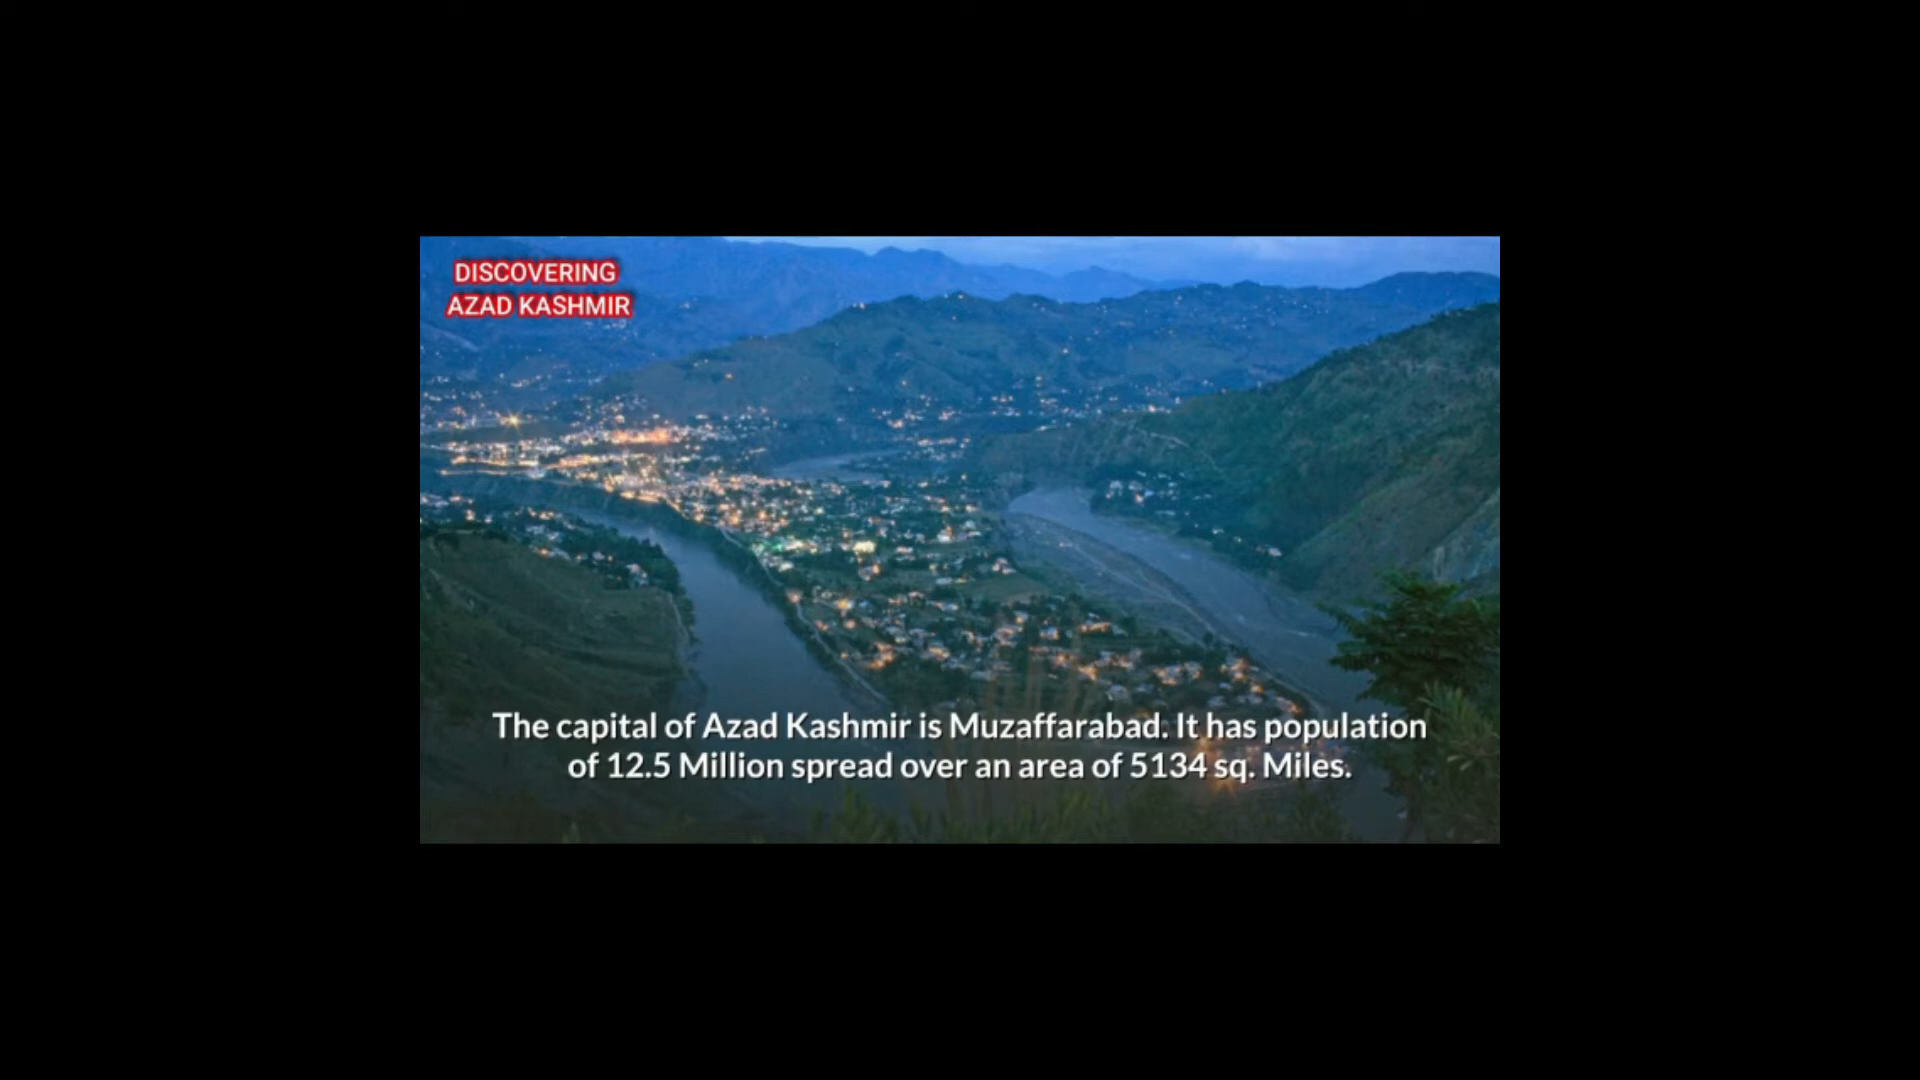 DISCOVERING
AZAD KASHMIR
The capital of Azad Kashmir is Muzaffarabad. It has population
of 12.5 Million spread over an area of 5134 sq. Miles.